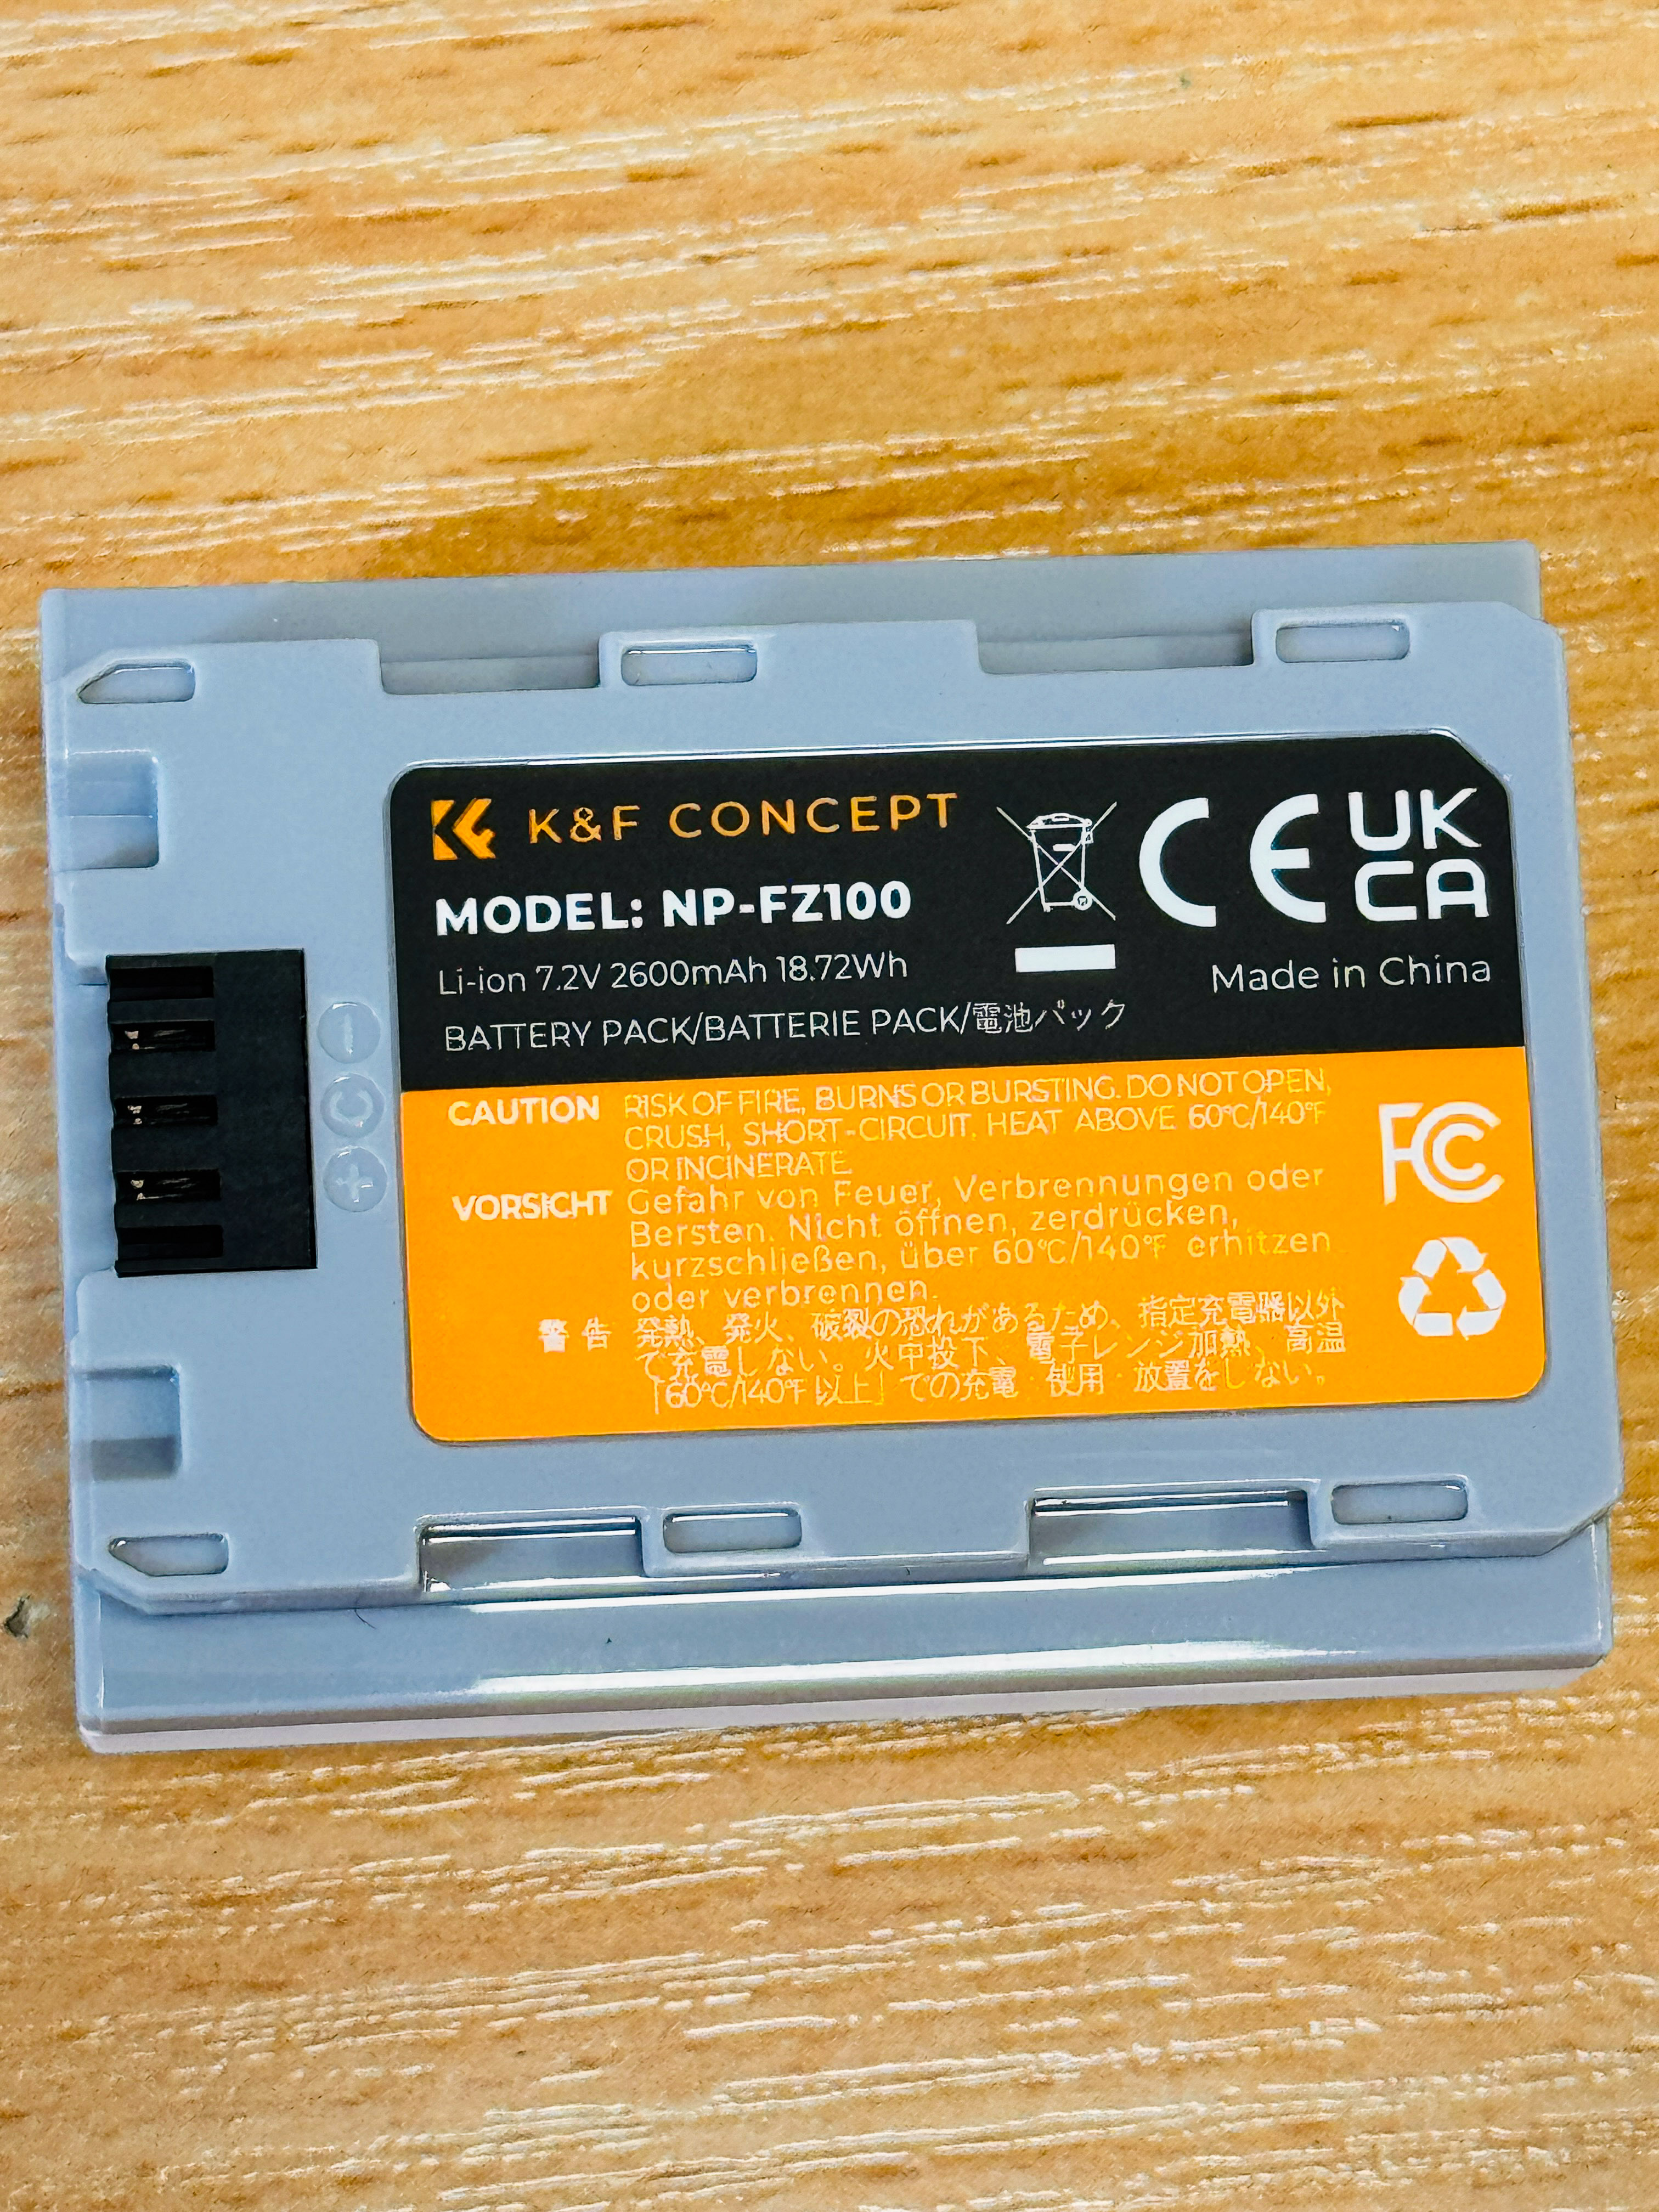 K&F CONCEPT
MODEL: NP-FZ100
Li-ion 7.2V 2600mAh 18.72Wh
BATTERY PACK/BATTERIE PACK/電池パック
CE
UK
CA
Made in China
CAUTION RISK OF FIRE, BURNS OR BURSTING. DO NOT OPEN,
CRUSH, SHORT-CIRCUIT, HEAT ABOVE 60℃/140℉
OR INCINERATE.
VORSICHT Gefahr von Feuer, Verbrennungen oder
Bersten. Nicht öffnen, zerdrücken,
kurzschließen, über 60℃/140℉ erhitzen
oder verbrennen.
警告 発熱、発火、破裂の恐れがあるため、指定充電器以外
で充電しない。火中投下、電子レンジ加熱、高温
「60℃/140℉以上」での充電・使用・放置をしない。
FC
-
C
+